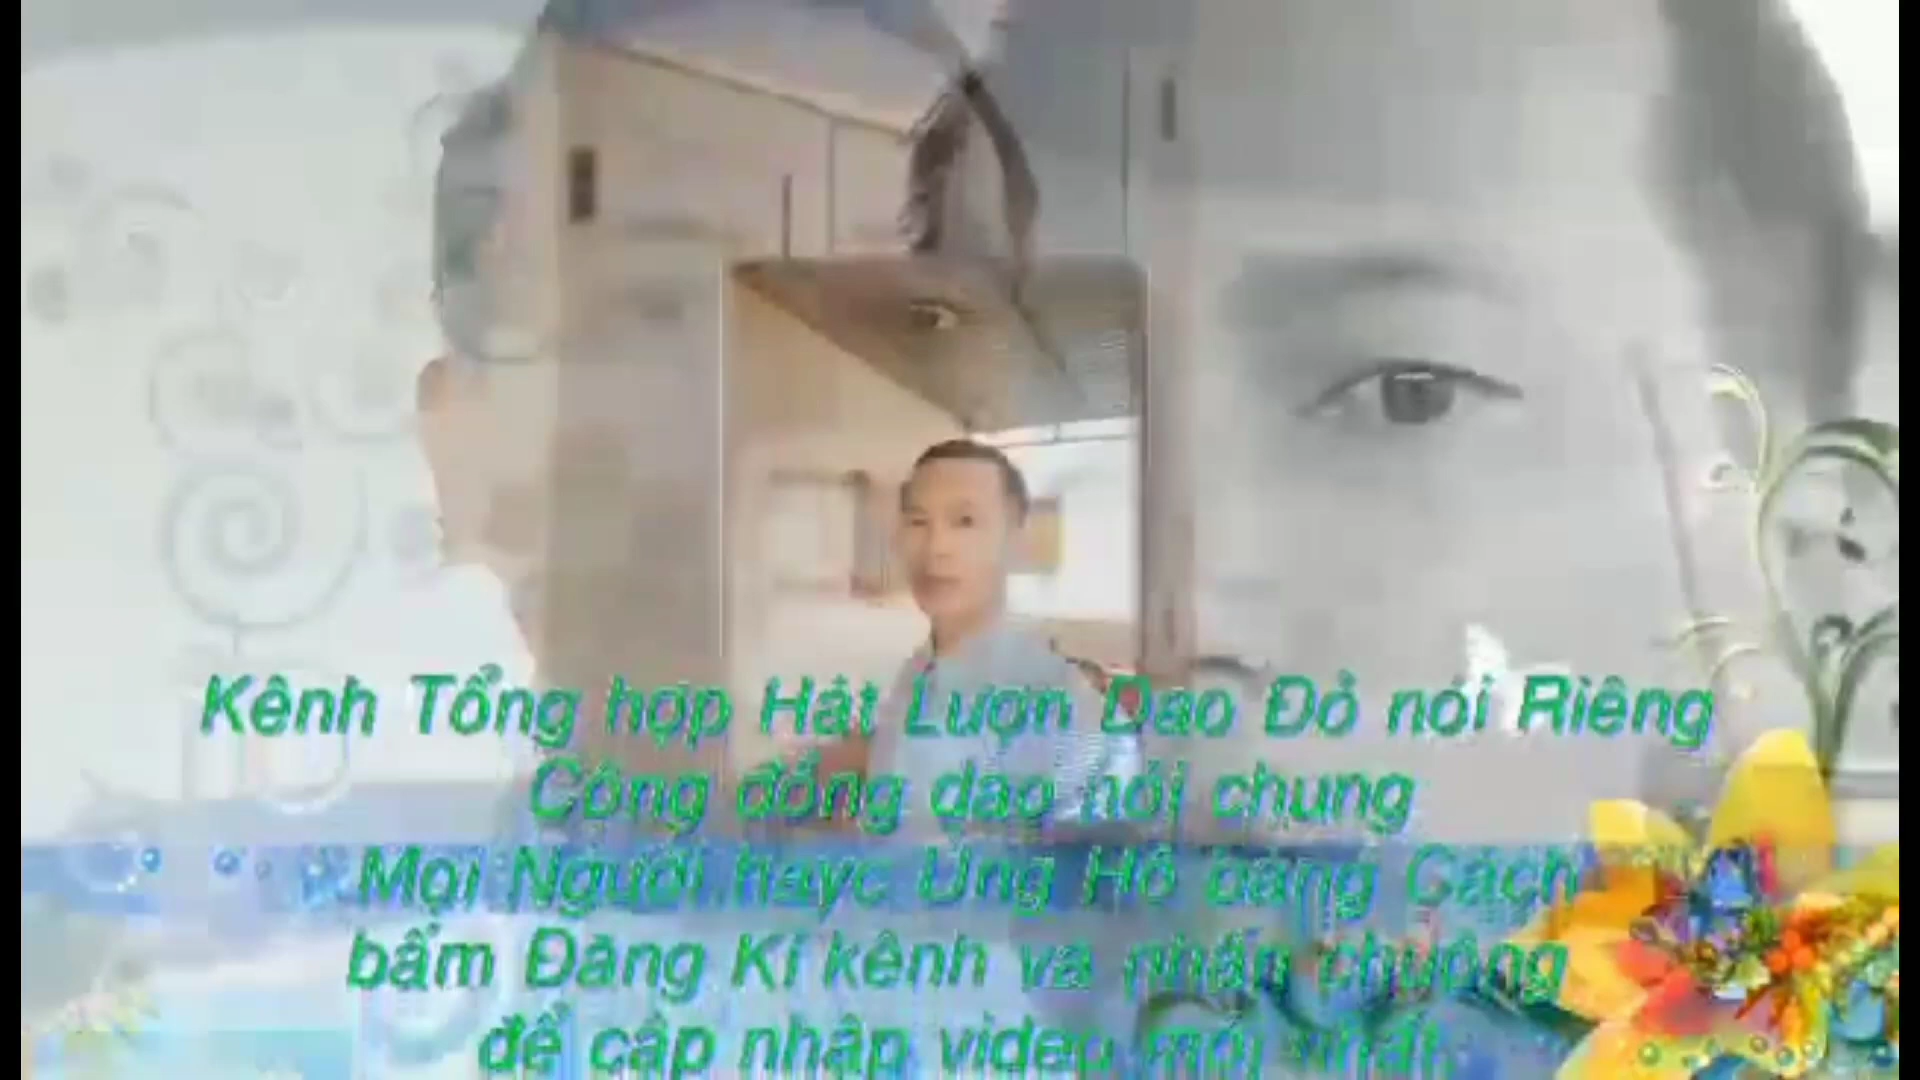 Kênh Tổng hợp Hát Lượn Dao Đỏ nói Riêng
Công đồng dao nói chung
Mọi Người hayc Ủng Hộ bằng Cách
bấm Đăng Kí kênh và nhấn chuông
để cập nhập video mới nhất.